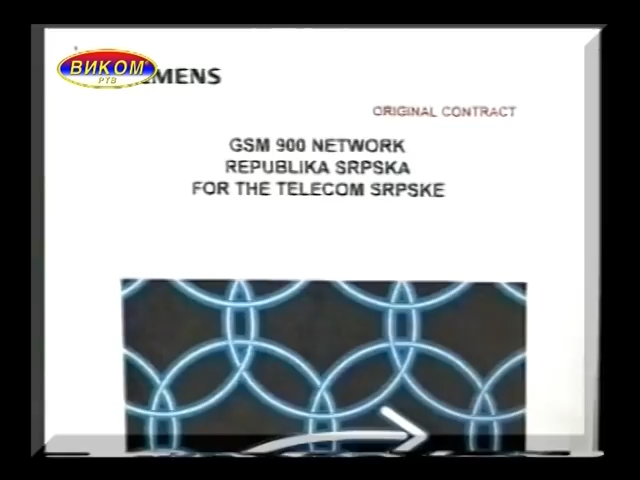 ВИКОМ
РТВ
MENS
ORIGINAL CONTRACT
GSM 900 NETWORK
REPUBLIKA SRPSKA
FOR THE TELECOM SRPSKE